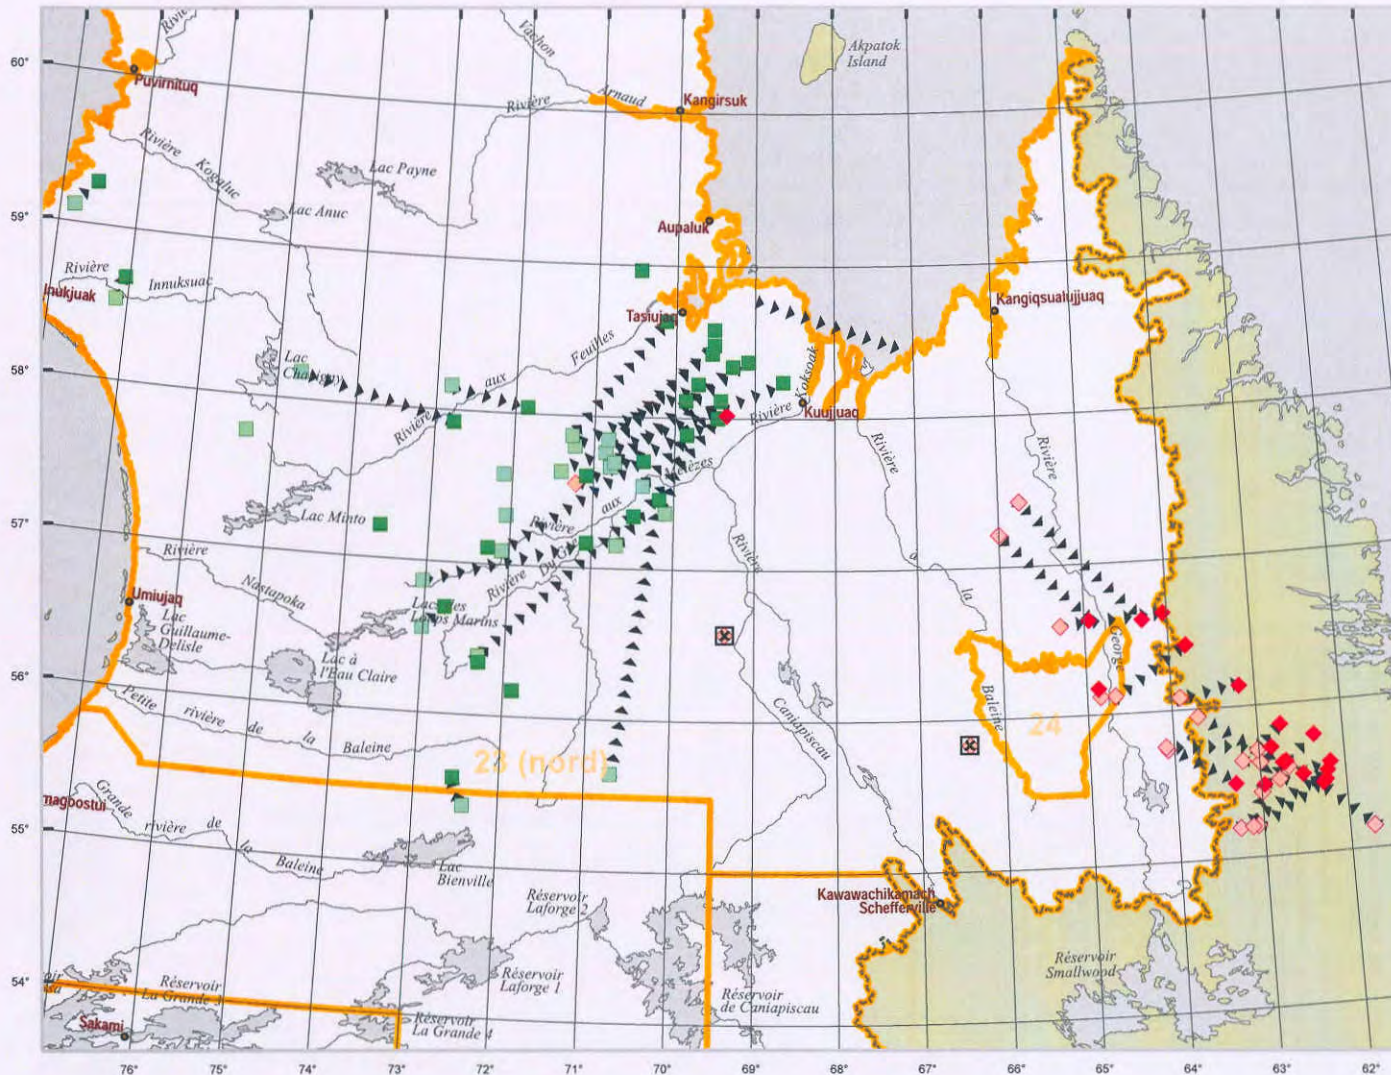 Rivière
Vachon
60°
Puvirnituq
Akpatok
Island
Rivière
Arnaud
Kangirsuk
Rivière
Kogaluc
Lac Payne
59°
Lac Anuc
Aupaluk
Rivière
Innuksuac
Inukjuak
Kangiqsualujjuaq
Tasiujaq
Feuilles
aux
Rivière
Lac
58°
Koksoak
Kuujjuaq
Rivière
Mélèzes
aux
Rivière
Rivière
Rivière
Lac Minto
57°
Rivière
Nastapoka
Rivière
Du Gué
Rivière
à
la
Baleine
George
Umiujaq
Lac
Guillaume-
Delisle
Lac des
Loups Marins
Lac à
l'Eau Claire
56°
Petite
rivière
de
la
Baleine
Caniapiscau
23 (nord)
24
Grande
rivière
de
la
Baleine
55°
Lac
Bienville
Kawawachikamach
Schefferville
Réservoir
Laforge 2
Réservoir
Laforge 1
Réservoir
Smallwood
54°
Réservoir
La Grande 3
Réservoir
de Caniapiscau
Réservoir
La Grande 4
Sakami
76°
75°
74°
73°
72°
71°
70°
69°
68°
67°
66°
65°
64°
63°
62°